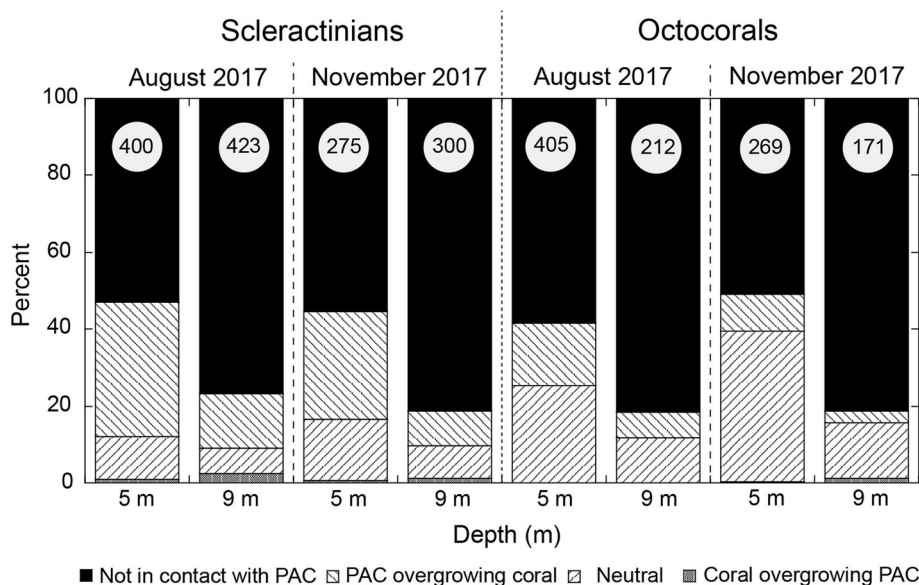 Scleractinians Octocorals
August 2017 November 2017 August 2017 November 2017
100
400 423 275 300 405 212 269 171
80
60
Percent
40
20
0
5 m 9 m 5 m 9 m 5 m 9 m 5 m 9 m
Depth (m)
Not in contact with PAC PAC overgrowing coral Neutral Coral overgrowing PAC